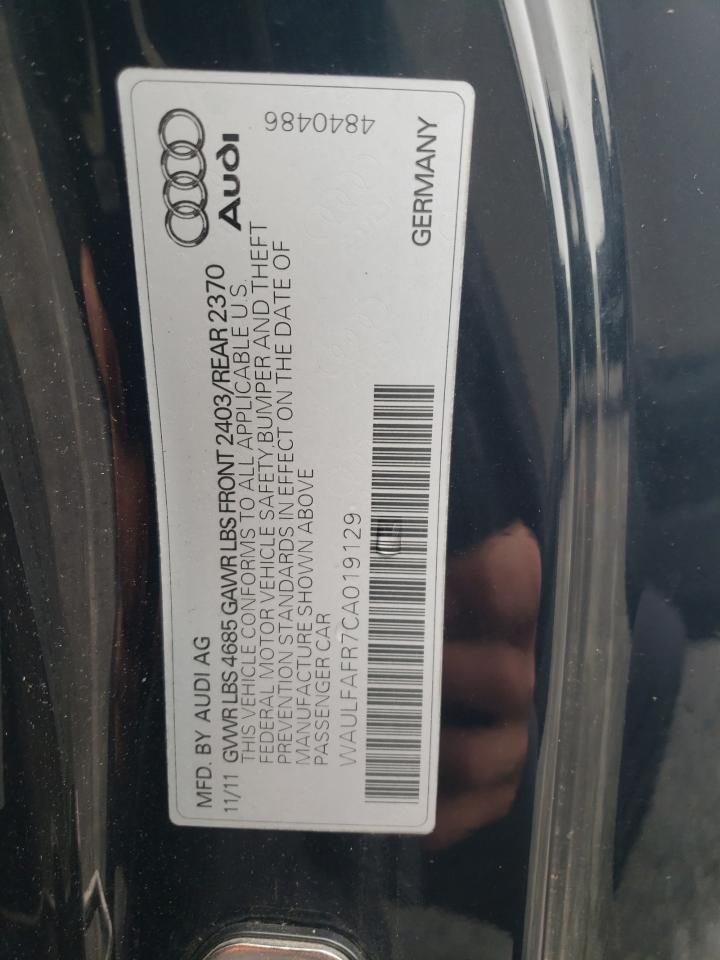 MFD. BY AUDI AG
11/11 GVWR LBS 4685 GAWR LBS FRONT 2403/REAR 2370
THIS VEHICLE CONFORMS TO ALL APPLICABLE U.S.
FEDERAL MOTOR VEHICLE SAFETY, BUMPER AND THEFT
PREVENTION STANDARDS IN EFFECT ON THE DATE OF
MANUFACTURE SHOWN ABOVE
PASSENGER CAR
WAULFAFR7CA019129
Audi
4840486
GERMANY